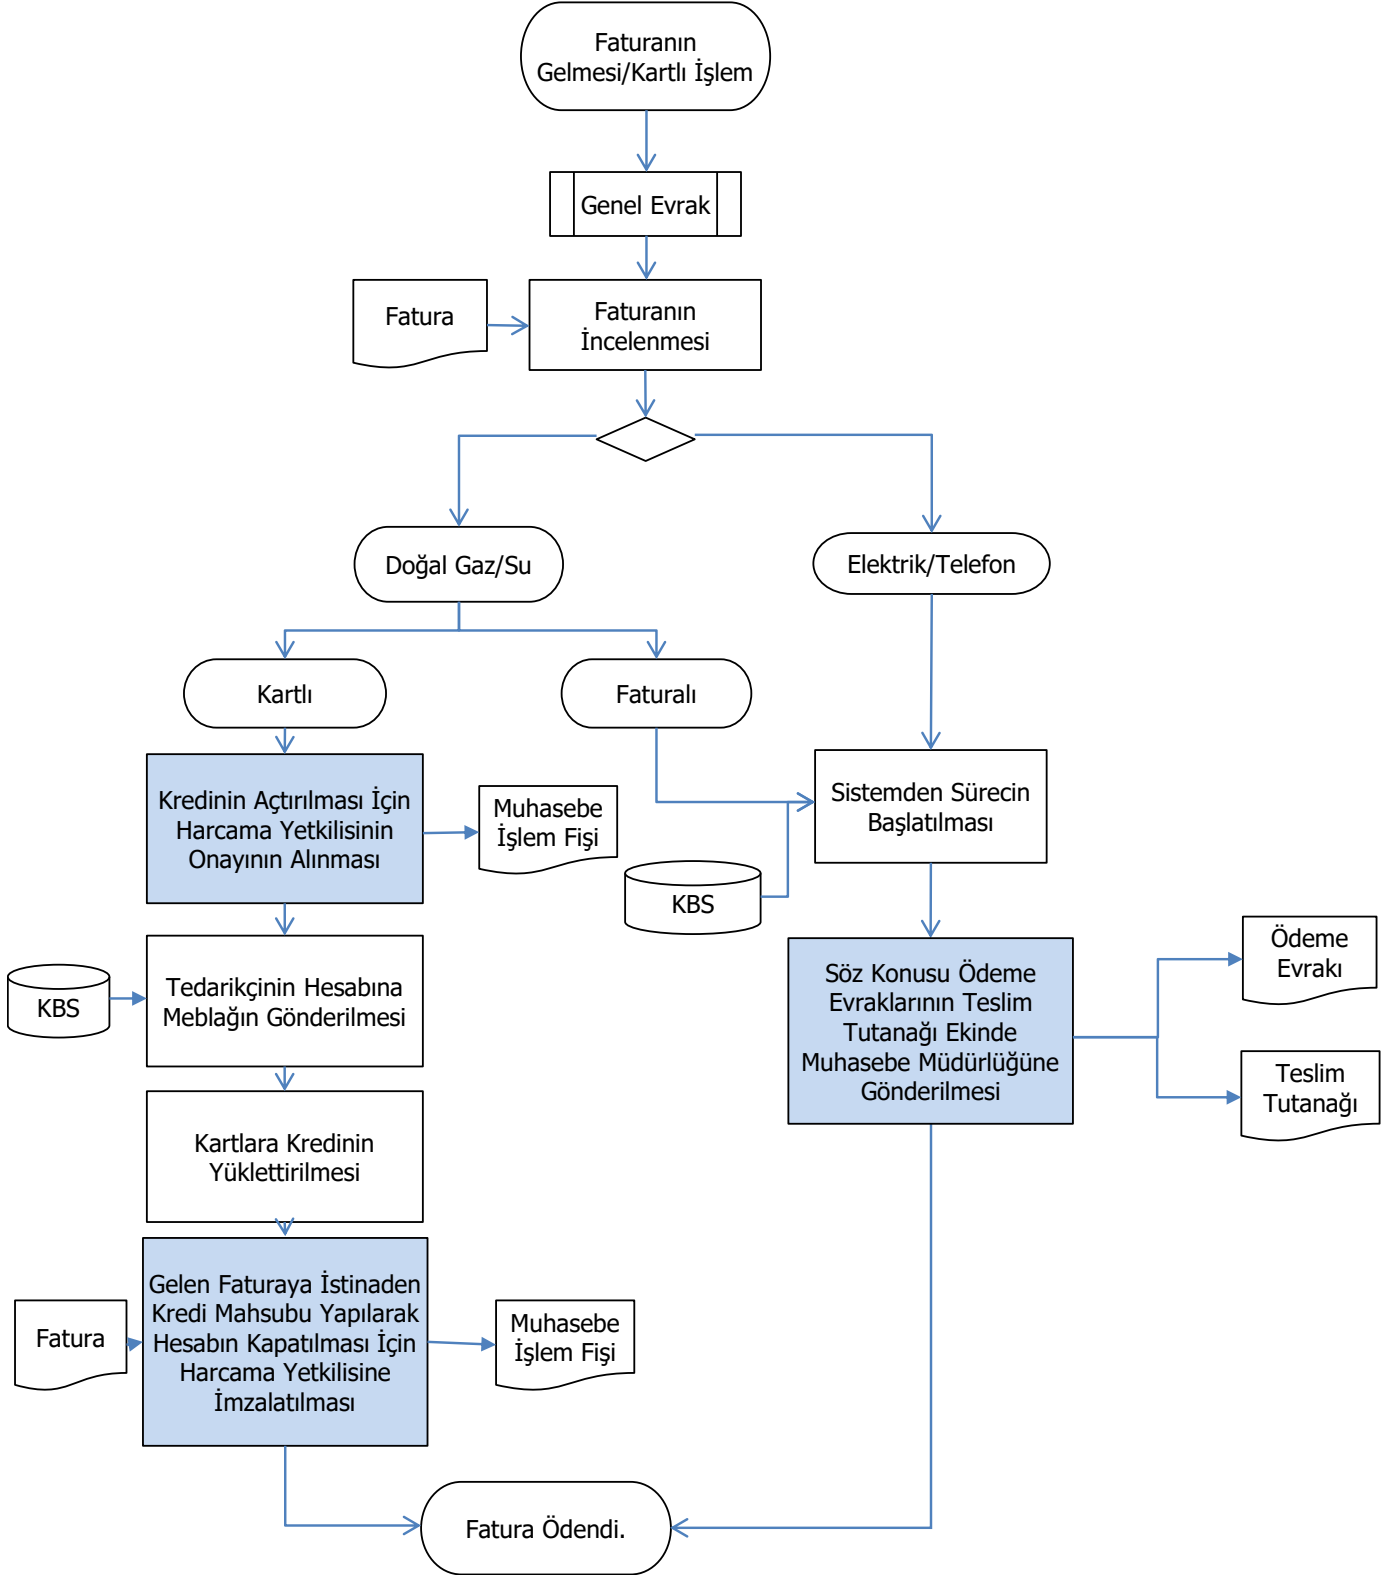 Faturanın
Gelmesi/Kartlı İşlem
Genel Evrak
Fatura
Faturanın
İncelenmesi
Doğal Gaz/Su
Elektrik/Telefon
Kartlı
Faturalı
Kredinin Açtırılması İçin
Harcama Yetkilisinin
Onayının Alınması
Muhasebe
İşlem Fişi
Sistemden Sürecin
Başlatılması
KBS
KBS
Tedarikçinin Hesabına
Meblağın Gönderilmesi
Söz Konusu Ödeme
Evraklarının Teslim
Tutanağı Ekinde
Muhasebe Müdürlüğüne
Gönderilmesi
Ödeme
Evrakı
Teslim
Tutanağı
Kartlara Kredinin
Yüklettirilmesi
Fatura
Gelen Faturaya İstinaden
Kredi Mahsubu Yapılarak
Hesabın Kapatılması İçin
Harcama Yetkilisine
İmzalatılması
Muhasebe
İşlem Fişi
Fatura Ödendi.